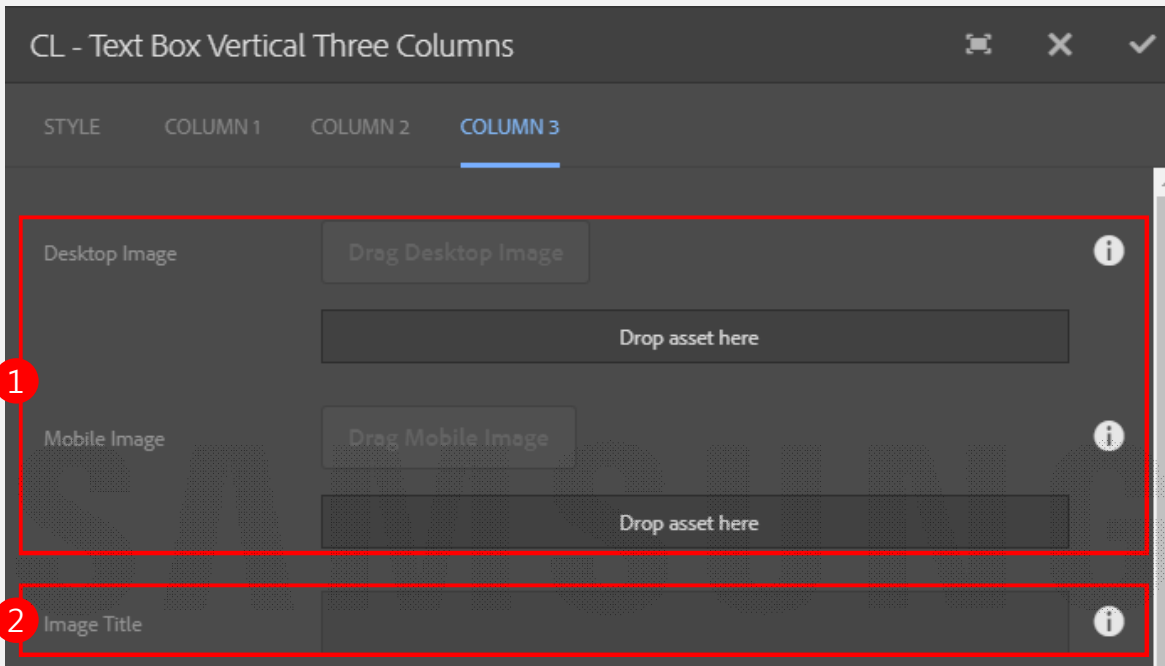 CL - Text Box Vertical Three Columns
STYLE COLUMN 1 COLUMN 2 COLUMN 3
Desktop Image Drag Desktop Image
Drop asset here
1
Mobile Image Drag Mobile Image
SAMSUNG
Drop asset here
2 Image Title